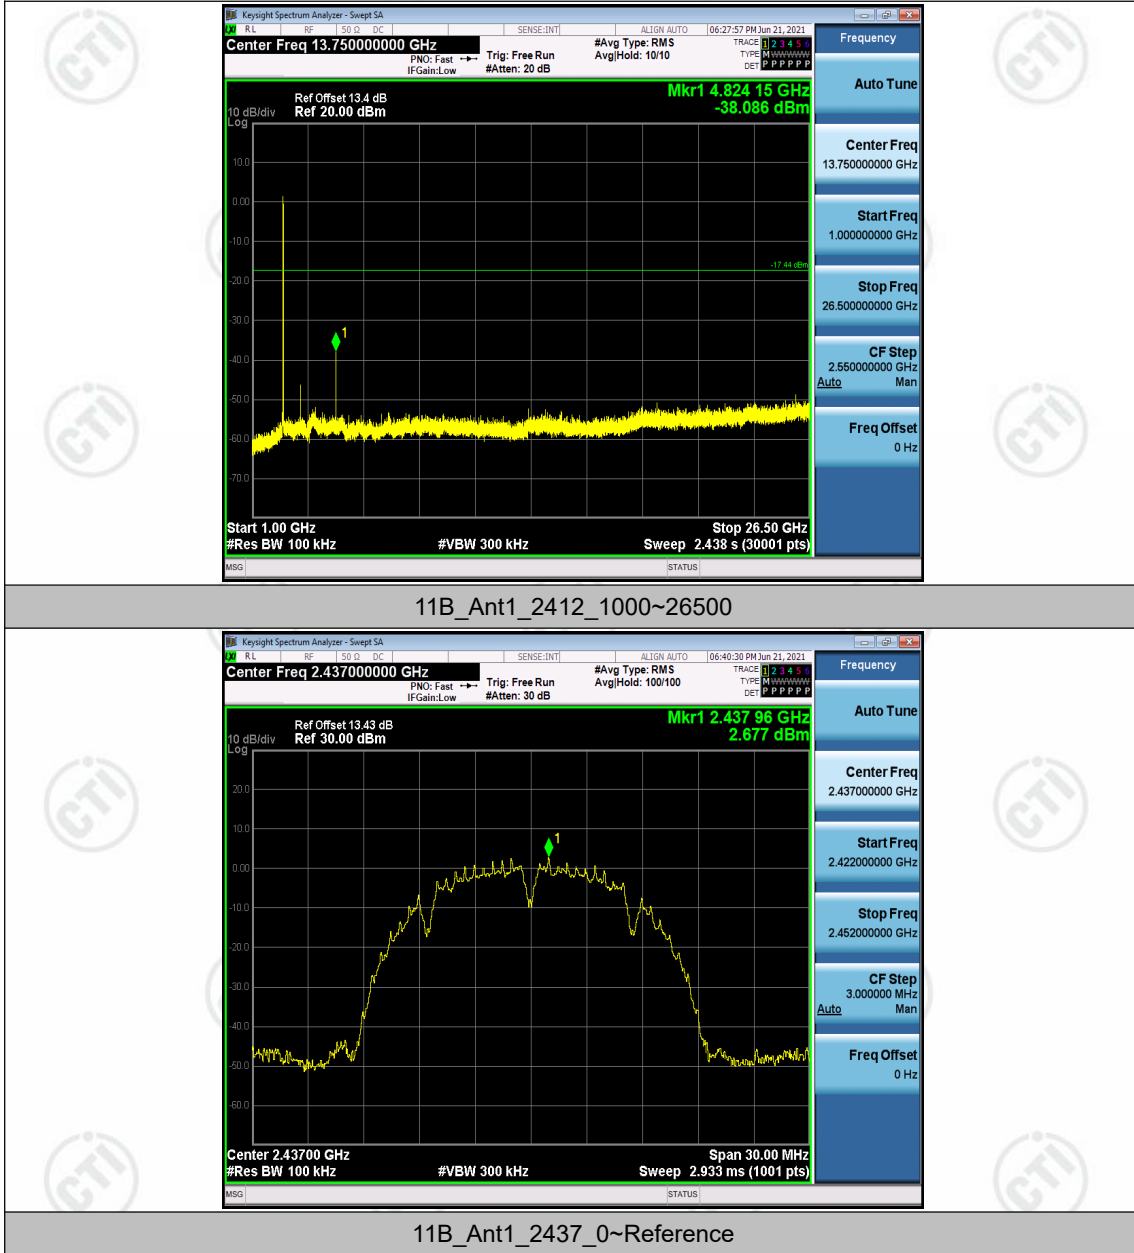 Keysight Spectrum Analyzer - Swept SA
RL RF 50 Ω DC SENSE:INT ALIGN AUTO 06:27:57 PM Jun 21, 2021
Center Freq 13.750000000 GHz
PNO: Fast
IFGain:Low
Trig: Free Run
#Atten: 20 dB
#Avg Type: RMS
Avg|Hold: 10/10
TRACE 1 2 3 4 5 6
TYPE M WWWWW
DET P P P P P P
Frequency
Auto Tune
Center Freq
13.750000000 GHz
Start Freq
1.000000000 GHz
Stop Freq
26.500000000 GHz
CF Step
2.550000000 GHz
Auto Man
Freq Offset
0 Hz
Mkr1 4.824 15 GHz
-38.086 dBm
Ref Offset 13.4 dB
10 dB/div Ref 20.00 dBm
Log
10.0
0.00
-10.0
-17.44 dBm
-20.0
-30.0
1
-40.0
-50.0
-60.0
-70.0
Start 1.00 GHz Stop 26.50 GHz
#Res BW 100 kHz #VBW 300 kHz Sweep 2.438 s (30001 pts)
MSG STATUS
11B_Ant1_2412_1000~26500
Keysight Spectrum Analyzer - Swept SA
RL RF 50 Ω DC SENSE:INT ALIGN AUTO 06:40:30 PM Jun 21, 2021
Center Freq 2.437000000 GHz
PNO: Fast
IFGain:Low
Trig: Free Run
#Atten: 30 dB
#Avg Type: RMS
Avg|Hold: 100/100
TRACE 1 2 3 4 5 6
TYPE M WWWWW
DET P P P P P P
Frequency
Auto Tune
Center Freq
2.437000000 GHz
Start Freq
2.422000000 GHz
Stop Freq
2.452000000 GHz
CF Step
3.000000 MHz
Auto Man
Freq Offset
0 Hz
Mkr1 2.437 96 GHz
2.677 dBm
Ref Offset 13.43 dB
10 dB/div Ref 30.00 dBm
Log
20.0
10.0
1
0.00
-10.0
-20.0
-30.0
-40.0
-50.0
-60.0
Center 2.43700 GHz Span 30.00 MHz
#Res BW 100 kHz #VBW 300 kHz Sweep 2.933 ms (1001 pts)
MSG STATUS
11B_Ant1_2437_0~Reference
CTI
CTI
CTI
CTI
CTI
CTI
CTI
CTI